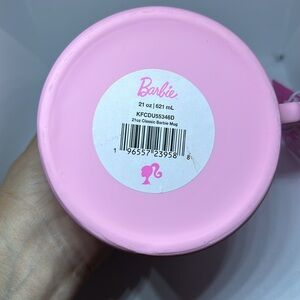 Barbie
21 oz | 621 mL
KFCDU55346D
21oz Classic Barbie Mug
1 96557 23958 8